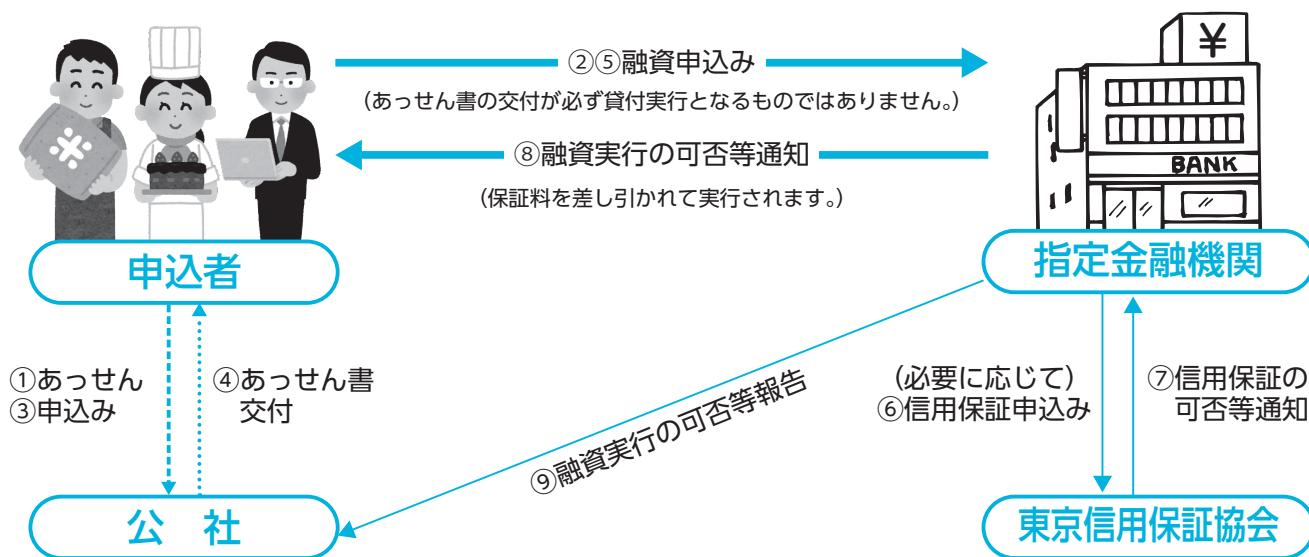 ②⑤融資申込み
(あっせん書の交付が必ず貸付実行となるものではありません。)
⑧融資実行の可否等通知
(保証料を差し引かれて実行されます。)
¥
BANK
申込者
指定金融機関
①あっせん
③申込み
④あっせん書
交付
⑨融資実行の可否等報告
(必要に応じて)
⑥信用保証申込み
⑦信用保証の
可否等通知
公 社
東京信用保証協会